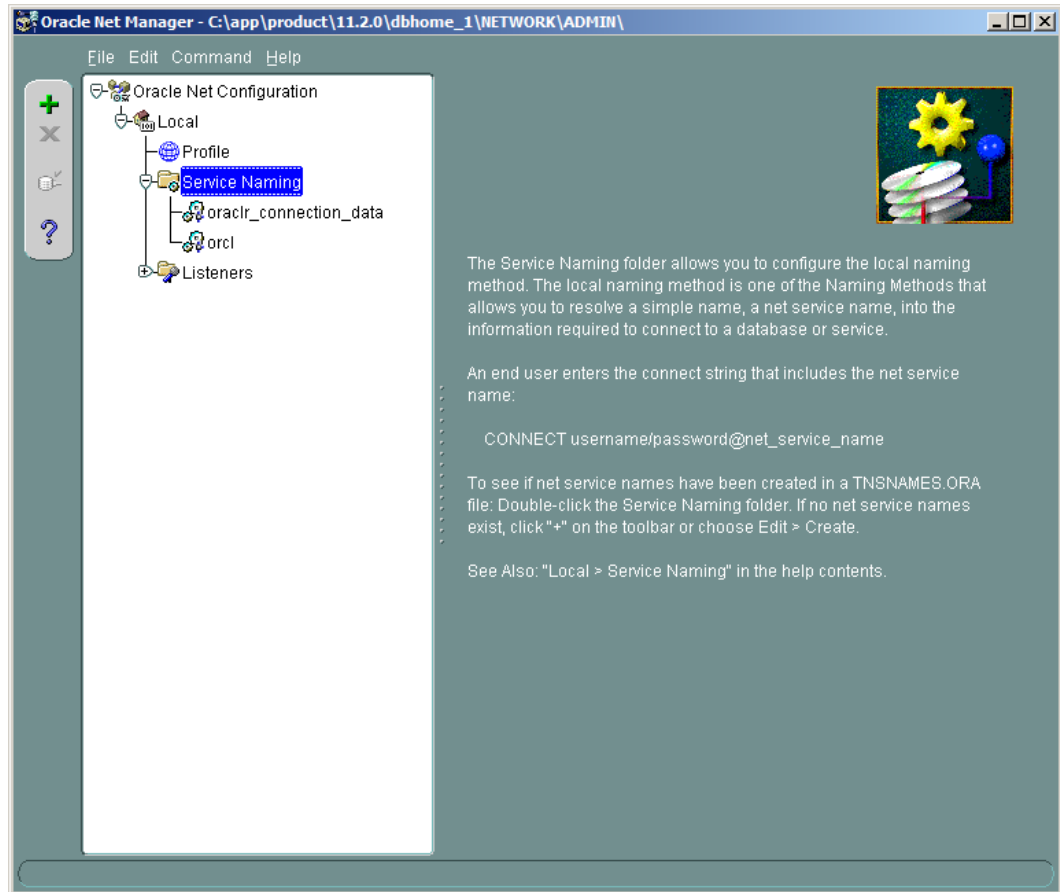 Oracle Net Manager - C:\app\product\11.2.0\dbhome_1\NETWORK\ADMIN\
File Edit Command Help
Oracle Net Configuration
Local
Profile
Service Naming
oraclr_connection_data
orcl
Listeners
The Service Naming folder allows you to configure the local naming
method. The local naming method is one of the Naming Methods that
allows you to resolve a simple name, a net service name, into the
information required to connect to a database or service.
An end user enters the connect string that includes the net service
name:
CONNECT username/password@net_service_name
To see if net service names have been created in a TNSNAMES.ORA
file: Double-click the Service Naming folder. If no net service names
exist, click "+" on the toolbar or choose Edit > Create.
See Also: "Local > Service Naming" in the help contents.